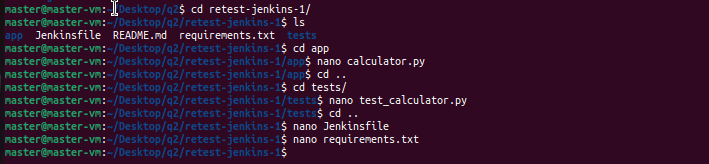 master@master-vm:~/Desktop/q2$ cd retest-jenkins-1/
master@master-vm:~/Desktop/q2/retest-jenkins-1$ ls
app  Jenkinsfile  README.md  requirements.txt  tests
master@master-vm:~/Desktop/q2/retest-jenkins-1$ cd app
master@master-vm:~/Desktop/q2/retest-jenkins-1/app$ nano calculator.py
master@master-vm:~/Desktop/q2/retest-jenkins-1/app$ cd ..
master@master-vm:~/Desktop/q2/retest-jenkins-1$ cd tests/
master@master-vm:~/Desktop/q2/retest-jenkins-1/tests$ nano test_calculator.py
master@master-vm:~/Desktop/q2/retest-jenkins-1/tests$ cd ..
master@master-vm:~/Desktop/q2/retest-jenkins-1$ nano Jenkinsfile
master@master-vm:~/Desktop/q2/retest-jenkins-1$ nano requirements.txt
master@master-vm:~/Desktop/q2/retest-jenkins-1$